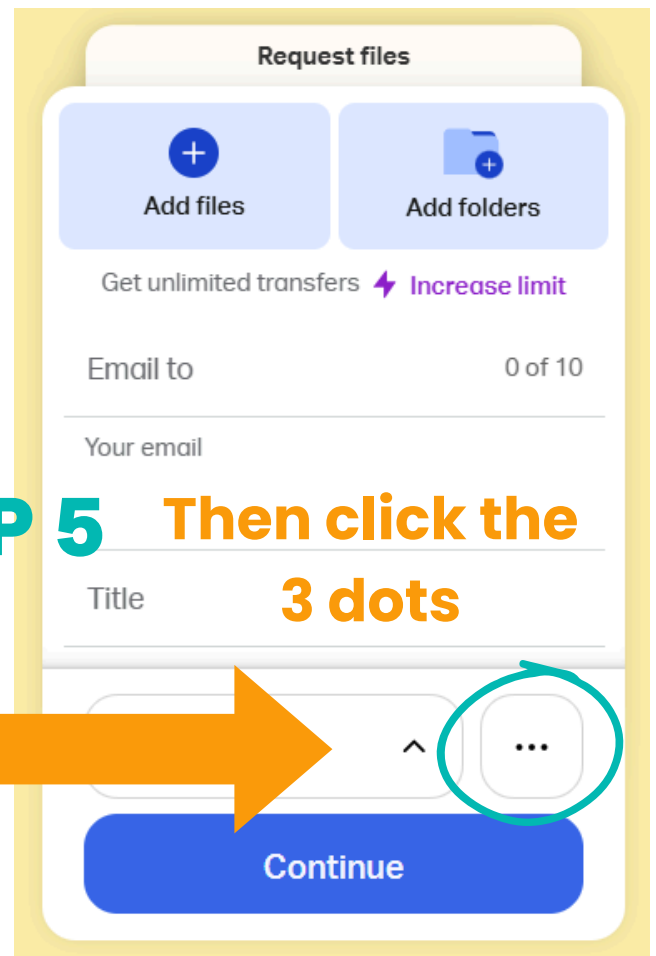 Request files
Add files
Add folders
Get unlimited transfers Increase limit
Email to
0 of 10
Your email
P 5
Then click the
3 dots
Title
Continue